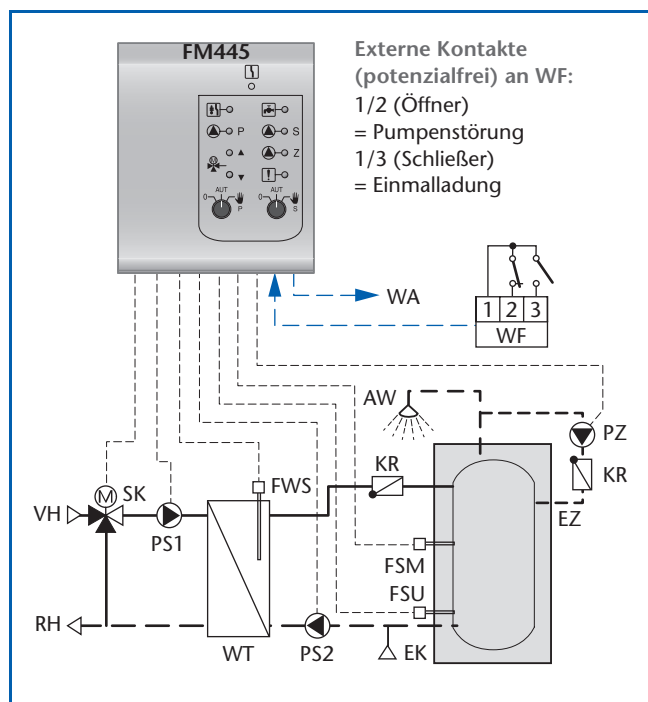 FM445
Externe Kontakte
(potenzialfrei) an WF:
1/2 (Öffner)
= Pumpenstörung
1/3 (Schließer)
= Einmalladung
P
S
M
▲
Z
▼
AUT
AUT
0
P
0
S
WA
1 2 3
WF
AW
PZ
KR
KR
EZ
M
SK
FWS
VH
PS1
FSM
FSU
RH
WT
PS2
EK